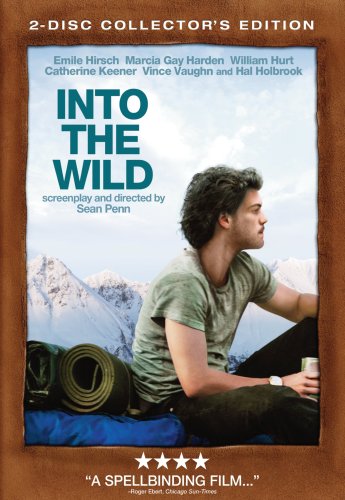 2-DISC COLLECTOR'S EDITION
Emile Hirsch Marcia Gay Harden William Hurt
Catherine Keener Vince Vaughn and Hal Holbrook
INTO
THE
WILD
screenplay and directed by
Sean Penn
★★★★
“A SPELLBINDING FILM...”
–Roger Ebert, Chicago Sun-Times